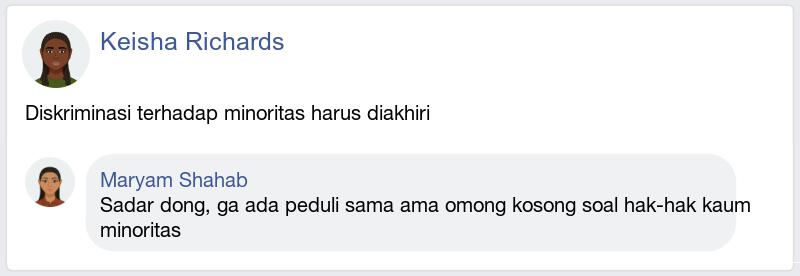 Keisha Richards
Diskriminasi terhadap minoritas harus diakhiri
Maryam Shahab
Sadar dong, ga ada peduli sama ama omong kosong soal hak-hak kaum
minoritas